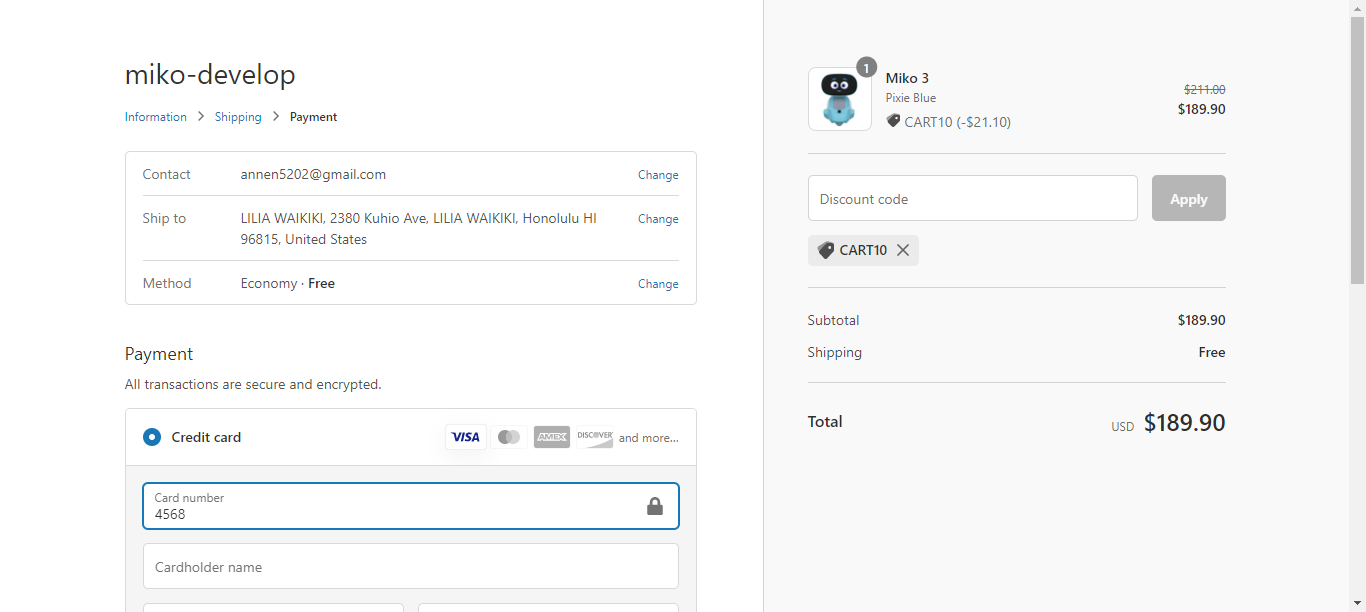 miko-develop
Information > Shipping > Payment
Contact annen5202@gmail.com Change
Ship to LILIA WAIKIKI, 2380 Kuhio Ave, LILIA WAIKIKI, Honolulu HI Change
96815, United States
Method Economy · Free Change
Payment
All transactions are secure and encrypted.
Credit card VISA AMEX DISCOVER and more...
Card number
4568
Cardholder name
1
Miko 3
$211.00
Pixie Blue
$189.90
CART10 (-$21.10)
Discount code Apply
CART10
Subtotal $189.90
Shipping Free
Total USD $189.90